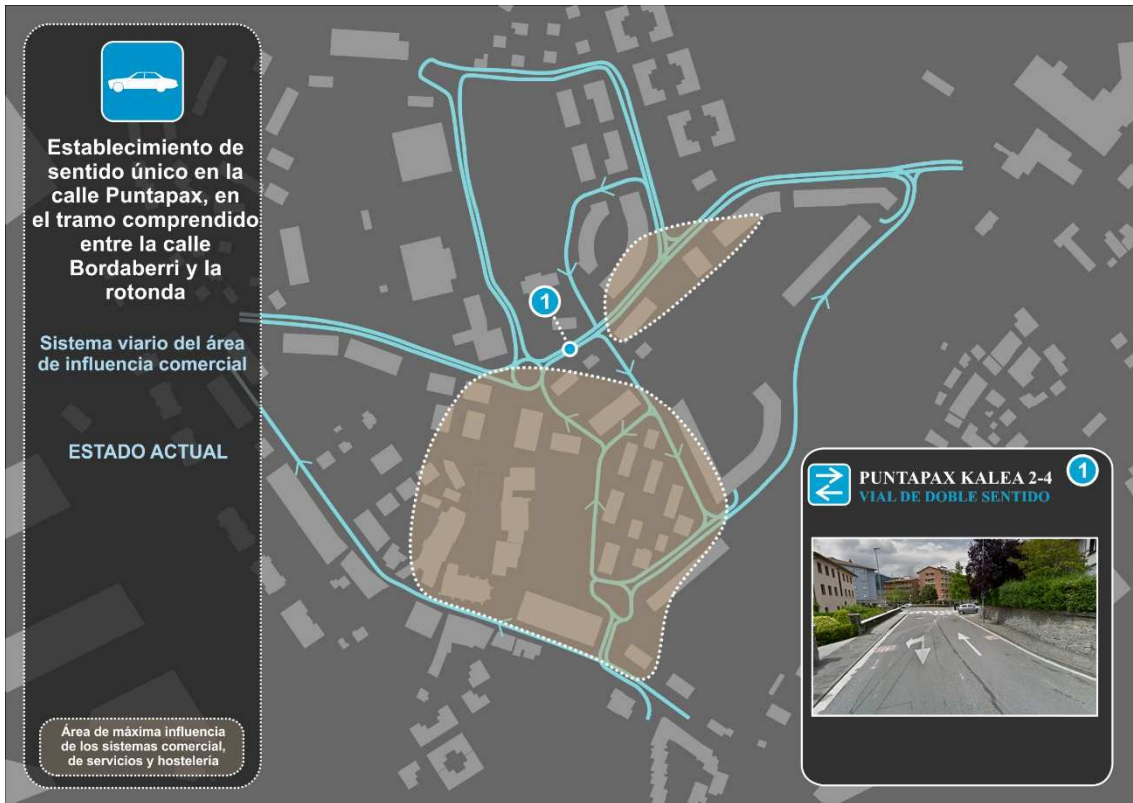 Establecimiento de
sentido único en la
calle Puntapax, en
el tramo comprendido
entre la calle
Bordaberri y la
rotonda
Sistema viario del área
de influencia comercial
ESTADO ACTUAL
Área de máxima influencia
de los sistemas comercial,
de servicios y hostelería
1
PUNTAPAX KALEA 2-4
VIAL DE DOBLE SENTIDO
1